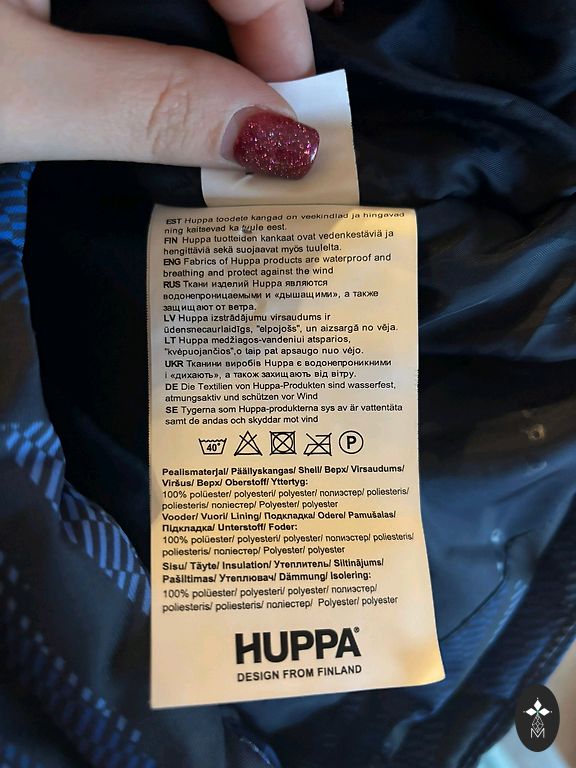 EST Huppa toodete kangad on veekindlad ja hingavad
ning kaitsevad ka tuule eest.
FIN Huppa tuotteiden kankaat ovat vedenkestäviä ja
hengittäviä sekä suojaavat myös tuulelta.
ENG Fabrics of Huppa products are waterproof and
breathing and protect against the wind
RUS Ткани изделий Huppa являются
водонепроницаемыми и «дышащими», а также
защищают от ветра.
LV Huppa izstrādājumu virsaudums ir
ūdensnecaurlaidīgs, "elpojošs", un aizsargā no vēja.
LT Huppa medžiagos-vandeniui atsparios,
"kvėpuojančios",o taip pat apsaugo nuo vėjo.
UKR Тканини виробів Huppa є водонепроникними
і «дихають», а також захищають від вітру.
DE Die Textilien von Huppa-Produkten sind wasserfest,
atmungsaktiv und schützen vor Wind
SE Tygerna som Huppa-produkterna sys av är vattentäta
samt de andas och skyddar mot vind
40° P
Pealismaterjal/ Päällyskangas/ Shell/ Верх/ Virsaudums/
Viršus/ Верх/ Oberstoff/ Yttertyg:
100% polüester/ polyesteri/ polyester/ полиэстер/ poliesteris/
poliesteris/ поліестер/ Polyester/ polyester
Vooder/ Vuori/ Lining/ Подкладка/ Odere/ Pamušalas/
Підкладка/ Unterstoff/ Foder:
100% polüester/ polyesteri/ polyester/ полиэстер/ poliesteris/
poliesteris/ поліестер/ Polyester/ polyester
Sisu/ Täyte/ Insulation/ Утеплитель/ Siltinājums/
Pašiltimas/ Утеплювач/ Dämmung/ Isolering:
100% polüester/ polyesteri/ polyester/ полиэстер/
poliesteris/ poliesteris/ поліестер/ Polyester/ polyester
HUPPA®
DESIGN FROM FINLAND
M